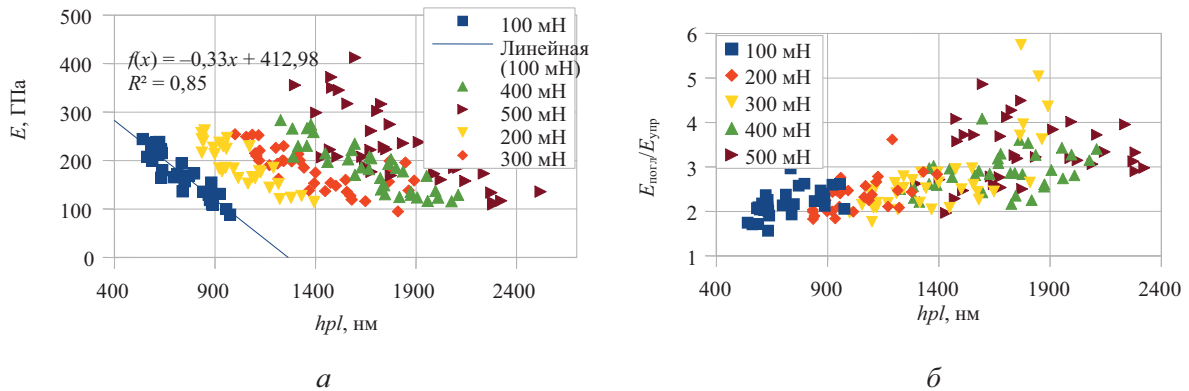 500
400
300
200
100
0
E, ГПа
f(x) = –0,33x + 412,98
R² = 0,85
100 мН
Линейная
(100 мН)
400 мН
500 мН
200 мН
300 мН
400 900 1400 1900 2400
hpl, нм
а
6
5
4
3
2
1
Eпогл/Eупр
100 мН
200 мН
300 мН
400 мН
500 мН
400 900 1400 1900 2400
hpl, нм
б